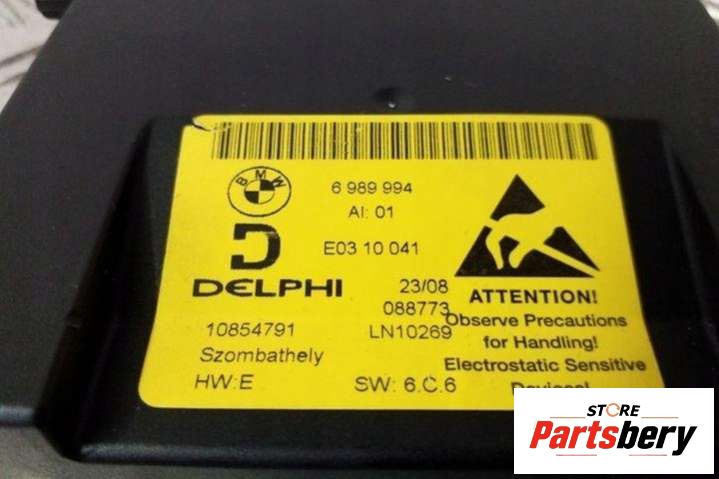 BMW
6 989 994
AI: 01
E03 10 041
D
DELPHI
23/08
088773
10854791
LN10269
Szombathely
HW:E
SW: 6.C.6
ATTENTION!
Observe Precautions
for Handling!
Electrostatic Sensitive
STORE
Partsbery